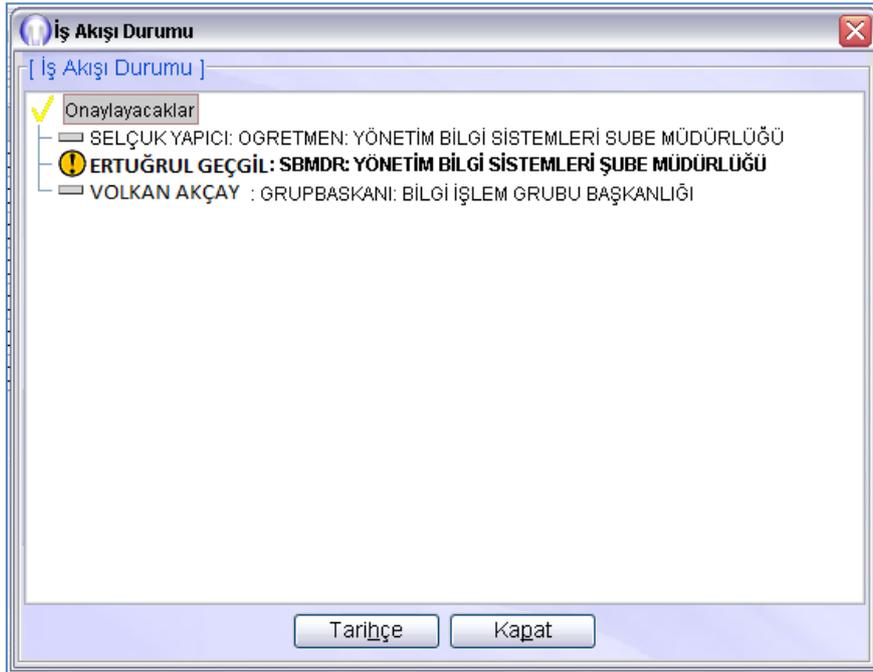 İş Akışı Durumu
[ İş Akışı Durumu ]
Onaylayacaklar
SELÇUK YAPICI: OGRETMEN: YÖNETİM BİLGİ SİSTEMLERİ SUBE MÜDÜRLÜĞÜ
ERTUĞRUL GEÇGİL: SBMDR: YÖNETİM BİLGİ SİSTEMLERİ ŞUBE MÜDÜRLÜĞÜ
VOLKAN AKÇAY : GRUPBASKANI: BİLGİ İŞLEM GRUBU BAŞKANLIĞI
Tarihçe Kapat